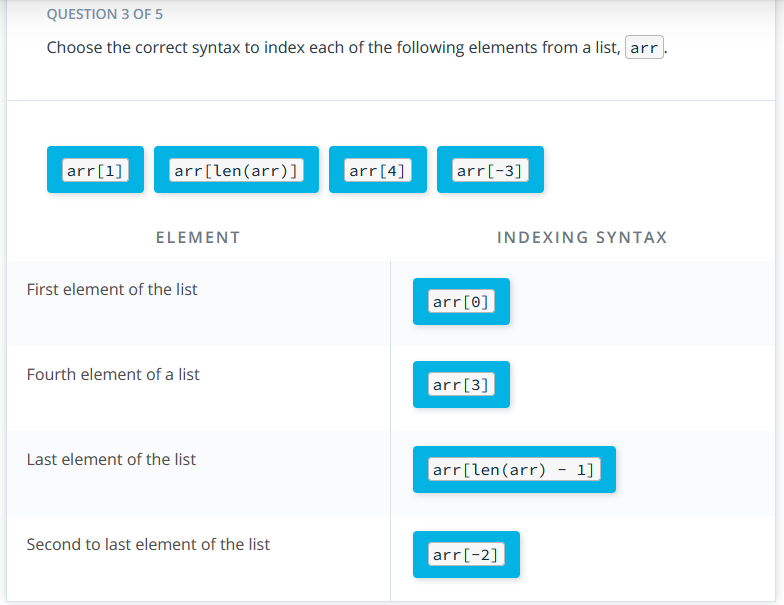 QUESTION 3 OF 5
Choose the correct syntax to index each of the following elements from a list, arr.
arr[1] arr[len(arr)] arr[4] arr[-3]
ELEMENT INDEXING SYNTAX
First element of the list arr[0]
Fourth element of a list arr[3]
Last element of the list arr[len(arr) - 1]
Second to last element of the list arr[-2]